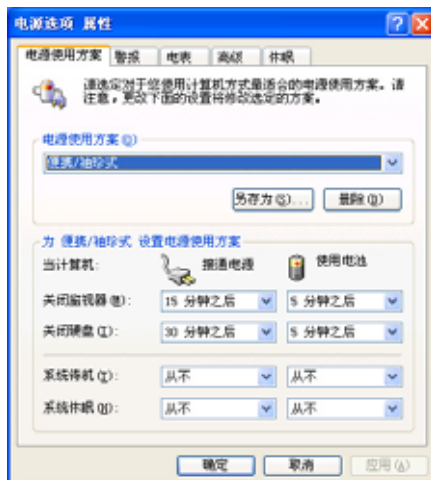 电源选项 属性
电源使用方案 警报 电表 高级 休眠
请选定对于您使用计算机方式最适合的电源使用方案。请
注意，更改下面的设置将修改选定的方案。
电源使用方案(O)
便携/袖珍式
另存为(S)... 删除(D)
为 便携/袖珍式 设置电源使用方案
当计算机: 接通电源 使用电池
关闭监视器(M): 15 分钟之后 5 分钟之后
关闭硬盘(I): 30 分钟之后 5 分钟之后
系统待机(T): 从不 从不
系统休眠(Y): 从不 从不
确定 取消 应用(A)